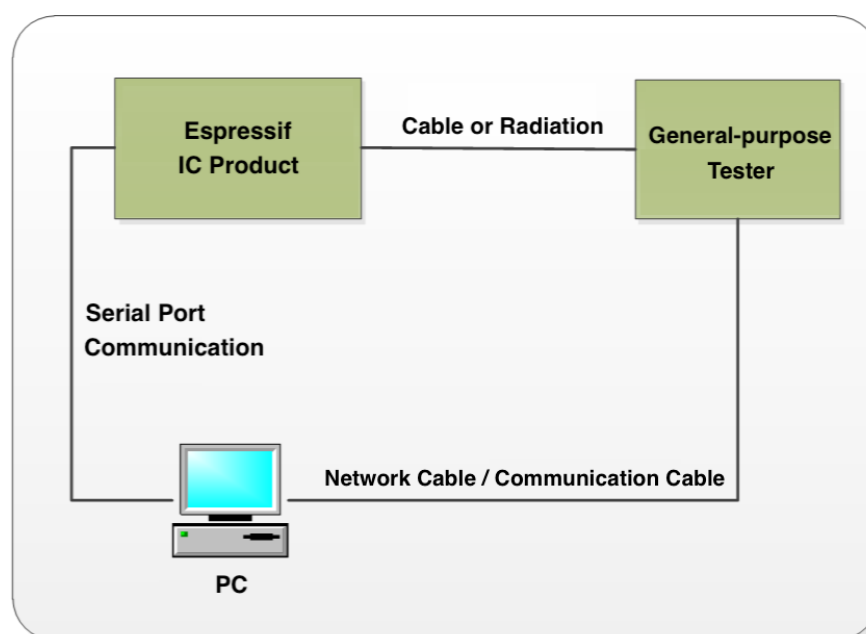 Espressif
IC Product
Cable or Radiation
General-purpose
Tester
Serial Port
Communication
Network Cable / Communication Cable
PC